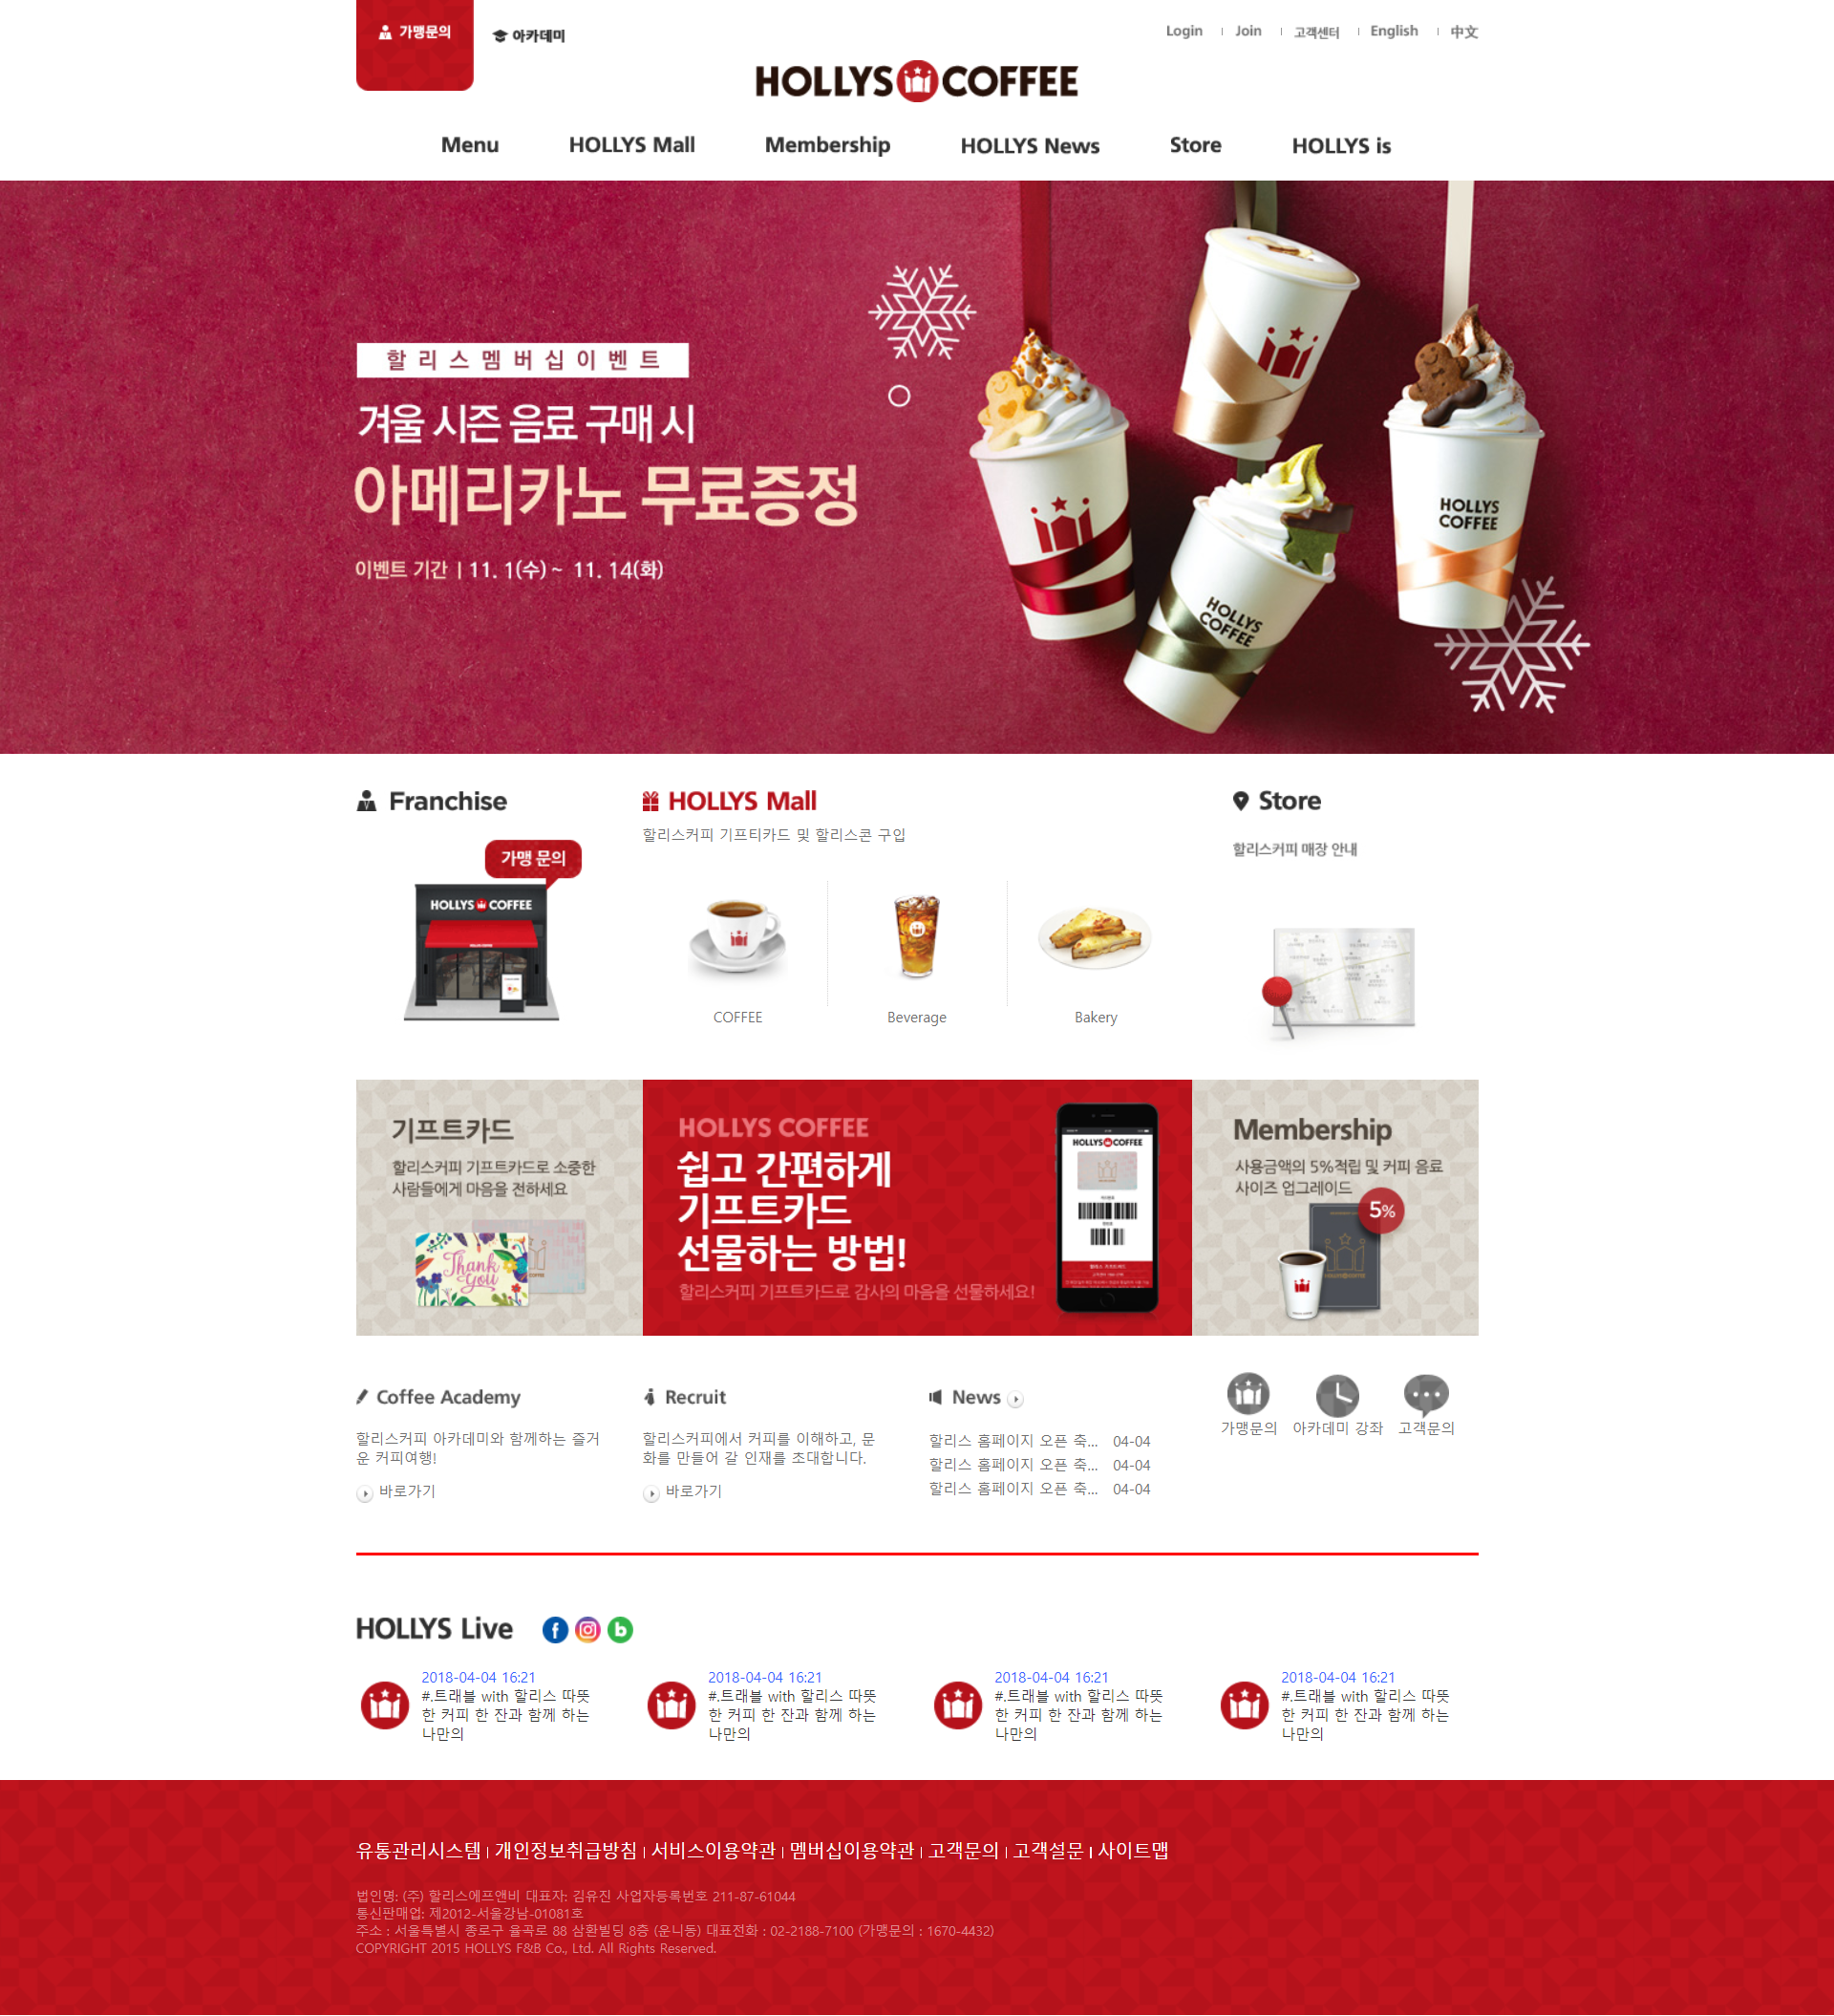 가맹문의
아카데미
Login
Join
고객센터
English
中文
HOLLYS COFFEE
Menu
HOLLYS Mall
Membership
HOLLYS News
Store
HOLLYS is
할리스멤버십이벤트
겨울 시즌 음료 구매 시
아메리카노 무료증정
이벤트 기간 | 11. 1(수) ~ 11. 14(화)
HOLLYS
COFFEE
HOLLYS
COFFEE
Franchise
가맹 문의
HOLLYS COFFEE
HOLLYS Mall
할리스커피 기프티카드 및 할리스콘 구입
COFFEE
Beverage
Bakery
Store
할리스커피 매장 안내
기프트카드
할리스커피 기프트카드로 소중한
사람들에게 마음을 전하세요
Thank
You
HOLLYS COFFEE
쉽고 간편하게
기프트카드
선물하는 방법!
할리스커피 기프트카드로 감사의 마음을 선물하세요!
HOLLYS COFFEE
Membership
사용금액의 5%적립 및 커피 음료
사이즈 업그레이드
5%
Coffee Academy
할리스커피 아카데미와 함께하는 즐거
운 커피여행!
바로가기
Recruit
할리스커피에서 커피를 이해하고, 문
화를 만들어 갈 인재를 조대합니다.
바로가기
News
할리스 홈페이지 오픈 축... 04-04
할리스 홈페이지 오픈 축... 04-04
할리스 홈페이지 오픈 축... 04-04
가맹문의
아카데미 강좌
고객문의
HOLLYS Live
2018-04-04 16:21
#.트래블 with 할리스 따뜻
한 커피 한 잔과 함께 하는
나만의
2018-04-04 16:21
#.트래블 with 할리스 따뜻
한 커피 한 잔과 함께 하는
나만의
2018-04-04 16:21
#.트래블 with 할리스 따뜻
한 커피 한 잔과 함께 하는
나만의
2018-04-04 16:21
#.트래블 with 할리스 따뜻
한 커피 한 잔과 함께 하는
나만의
유통관리시스템 | 개인정보취급방침 | 서비스이용약관 | 멤버십이용약관 | 고객문의 | 고객설문 | 사이트맵
법인명: (주) 할리스에프앤비 대표자: 김유진 사업자등록번호 211-87-61044
통신판매업: 제2012-서울강남-01081호
주소 : 서울특별시 종로구 율곡로 88 삼환빌딩 8층 (운니동) 대표전화 : 02-2188-7100 (가맹문의 : 1670-4432)
COPYRIGHT 2015 HOLLYS F&B Co., Ltd. All Rights Reserved.